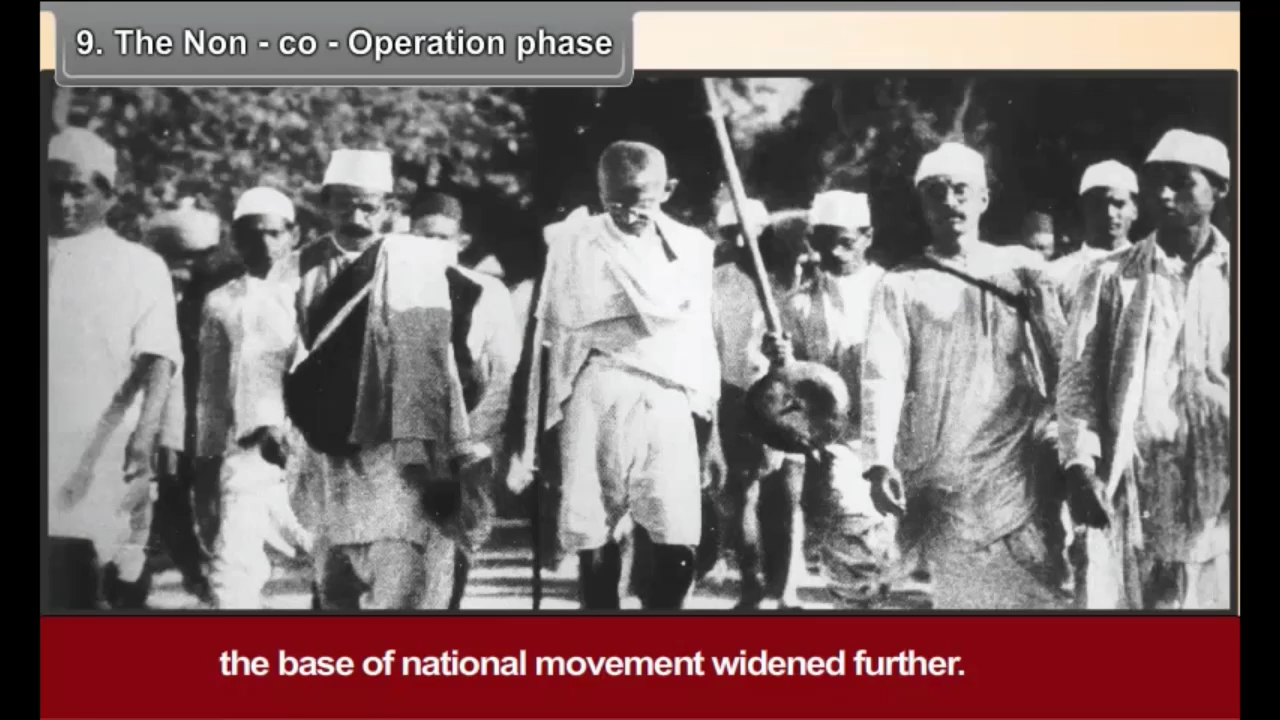 9. The Non - co - Operation phase
the base of national movement widened further.